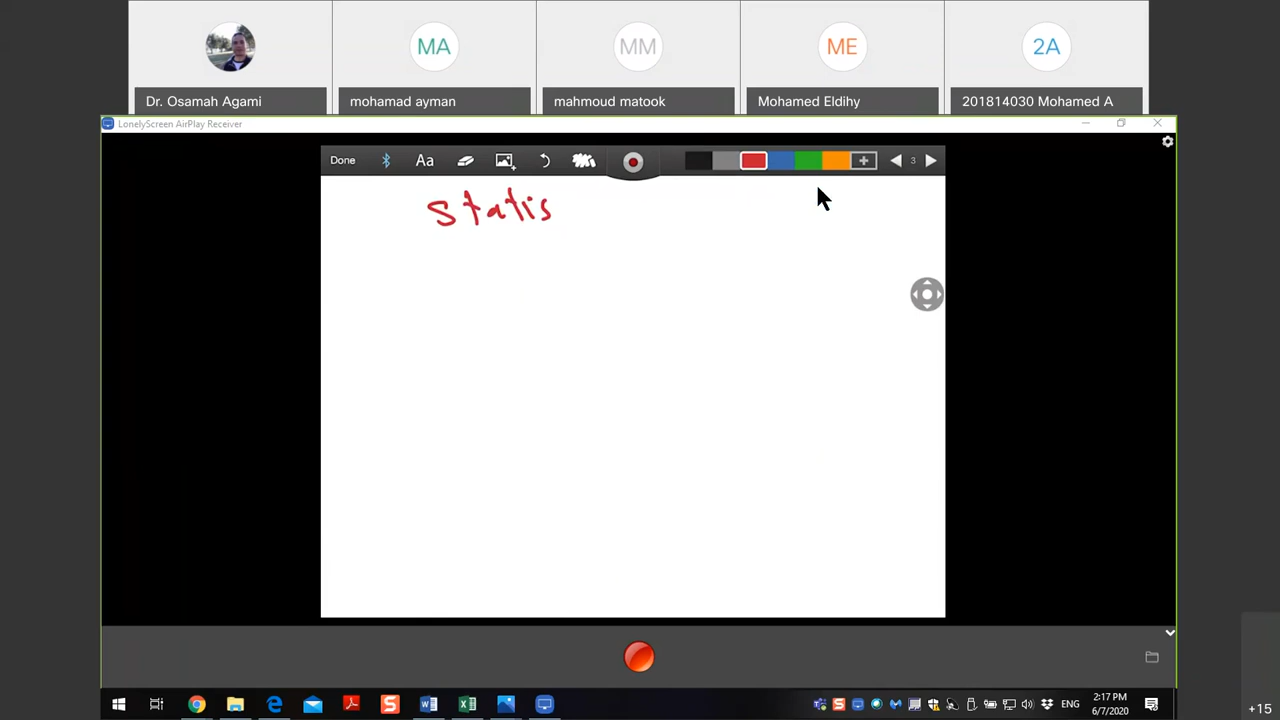 MA
MM
ME
2A
Dr. Osamah Agami
mohamad ayman
mahmoud matook
Mohamed Eldihy
201814030 Mohamed A
LonelyScreen AirPlay Receiver
Done
Aa
3
Statis
S
W
X
ENG
2:17 PM
6/7/2020
+15